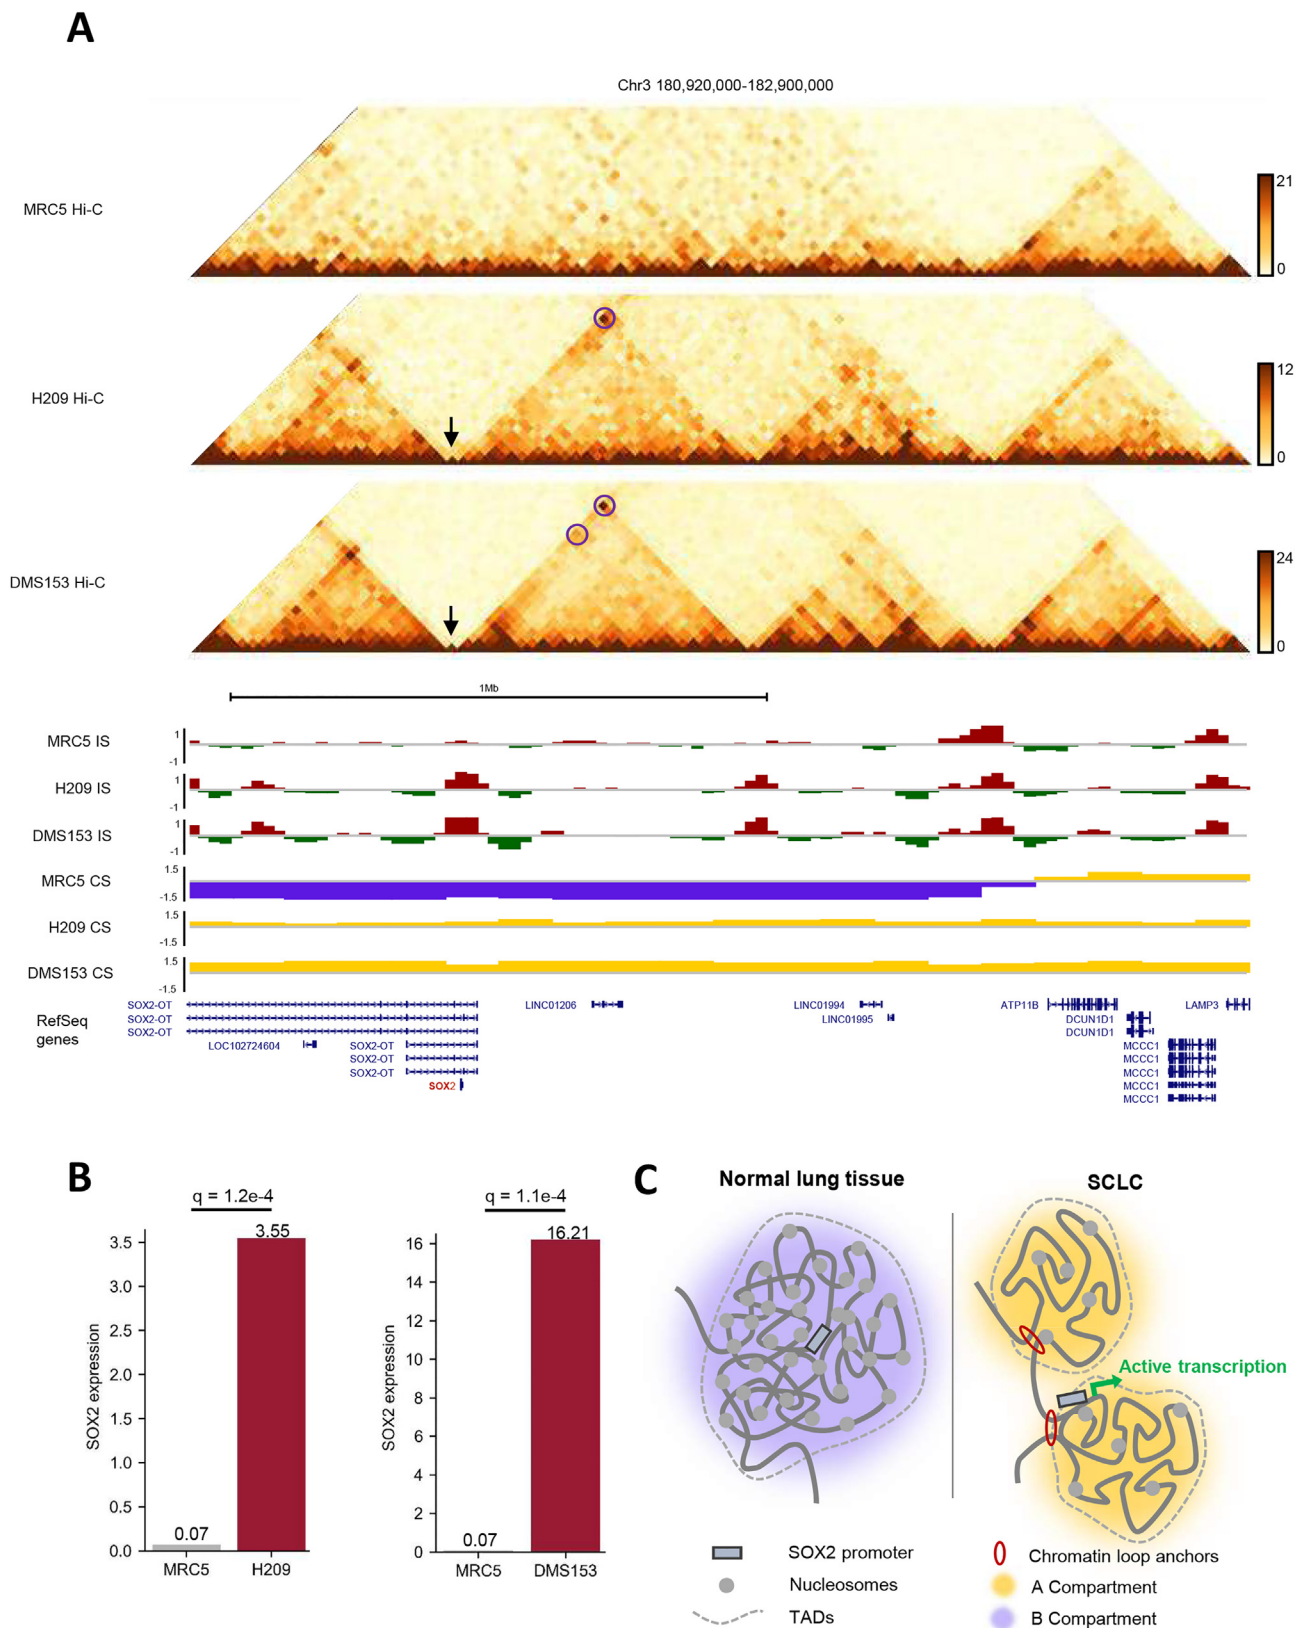 A
Chr3 180,920,000-182,900,000
MRC5 Hi-C
21
0
H209 Hi-C
12
0
DMS153 Hi-C
24
0
1Mb
MRC5 IS
1
-1
H209 IS
1
-1
DMS153 IS
1
-1
MRC5 CS
1.5
-1.5
H209 CS
1.5
-1.5
DMS153 CS
1.5
-1.5
RefSeq
genes
SOX2-OT LINC01206 LINC01994 ATP11B LAMP3
SOX2-OT LINC01995 DCUN1D1
SOX2-OT DCUN1D1
LOC102724604 SOX2-OT MCCC1
SOX2-OT MCCC1
SOX2-OT MCCC1
SOX2 MCCC1
MCCC1
B
q = 1.2e-4
SOX2 expression
3.5
3.0
2.5
2.0
1.5
1.0
0.5
0.0
0.07
3.55
MRC5 H209
q = 1.1e-4
SOX2 expression
16
14
12
10
8
6
4
2
0
0.07
16.21
MRC5 DMS153
C
Normal lung tissue
SCLC
Active transcription
SOX2 promoter
Nucleosomes
TADs
Chromatin loop anchors
A Compartment
B Compartment